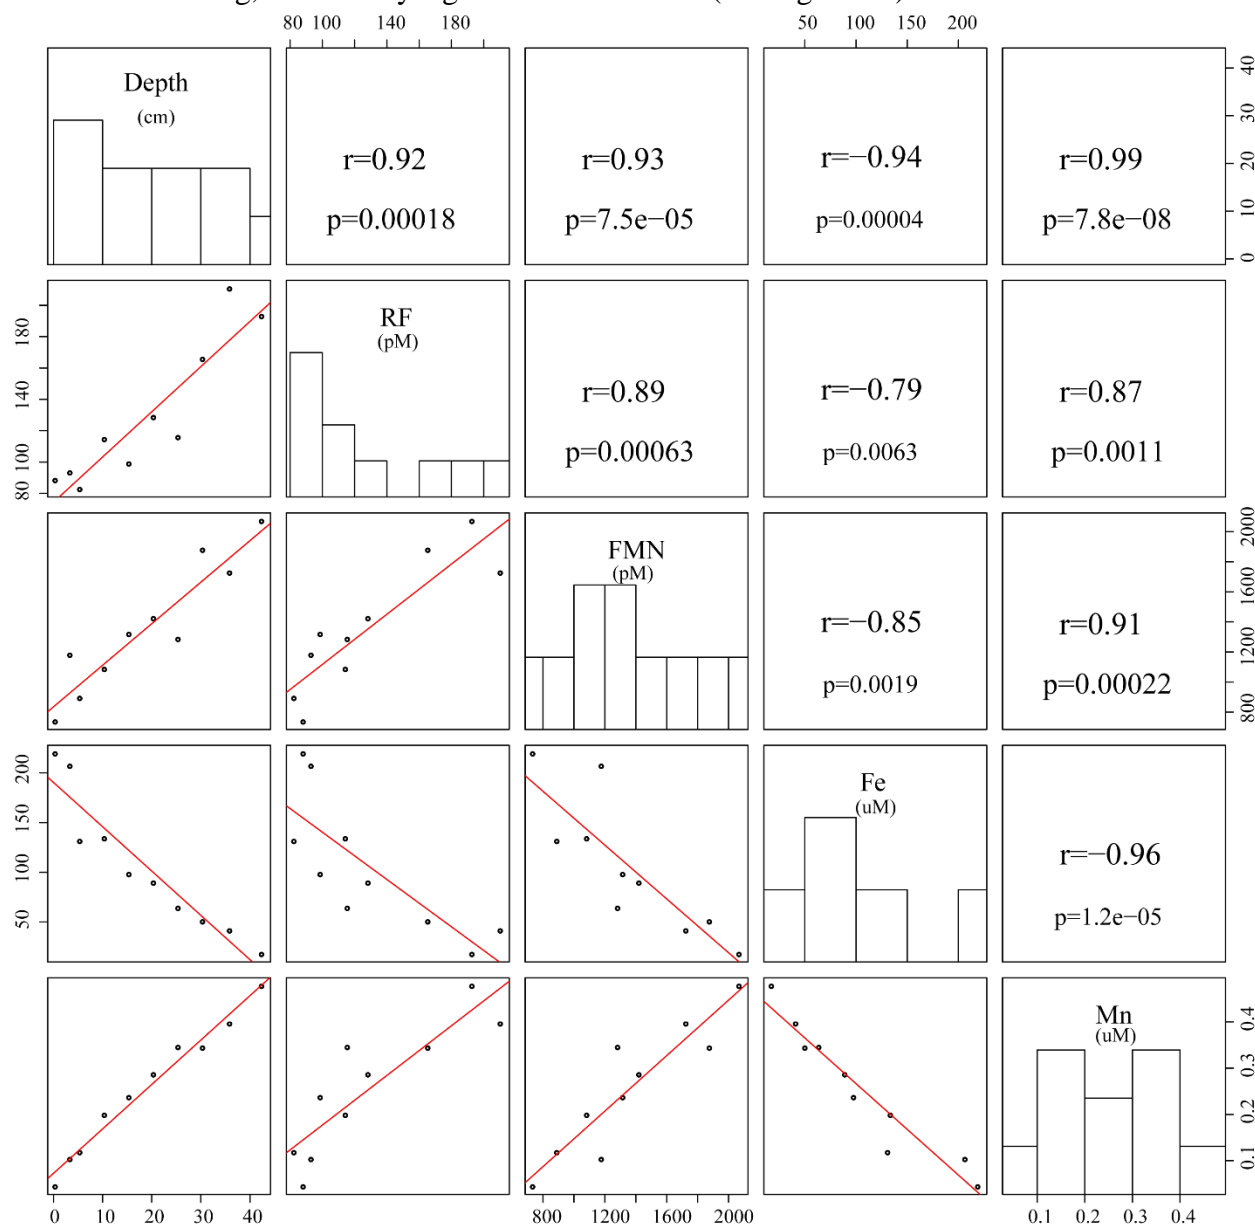 80 100 140 180
50 100 150 200
Depth
(cm)
r=0.92
p=0.00018
r=0.93
p=7.5e−05
r=−0.94
p=0.00004
r=0.99
p=7.8e−08
40
30
20
10
0
180
140
100
80
RF
(pM)
r=0.89
p=0.00063
r=−0.79
p=0.0063
r=0.87
p=0.0011
FMN
(pM)
r=−0.85
p=0.0019
r=0.91
p=0.00022
2000
1600
1200
800
200
150
100
50
Fe
(uM)
r=−0.96
p=1.2e−05
Mn
(uM)
0.4
0.3
0.2
0.1
0 10 20 30 40
800 1200 1600 2000
0.1 0.2 0.3 0.4